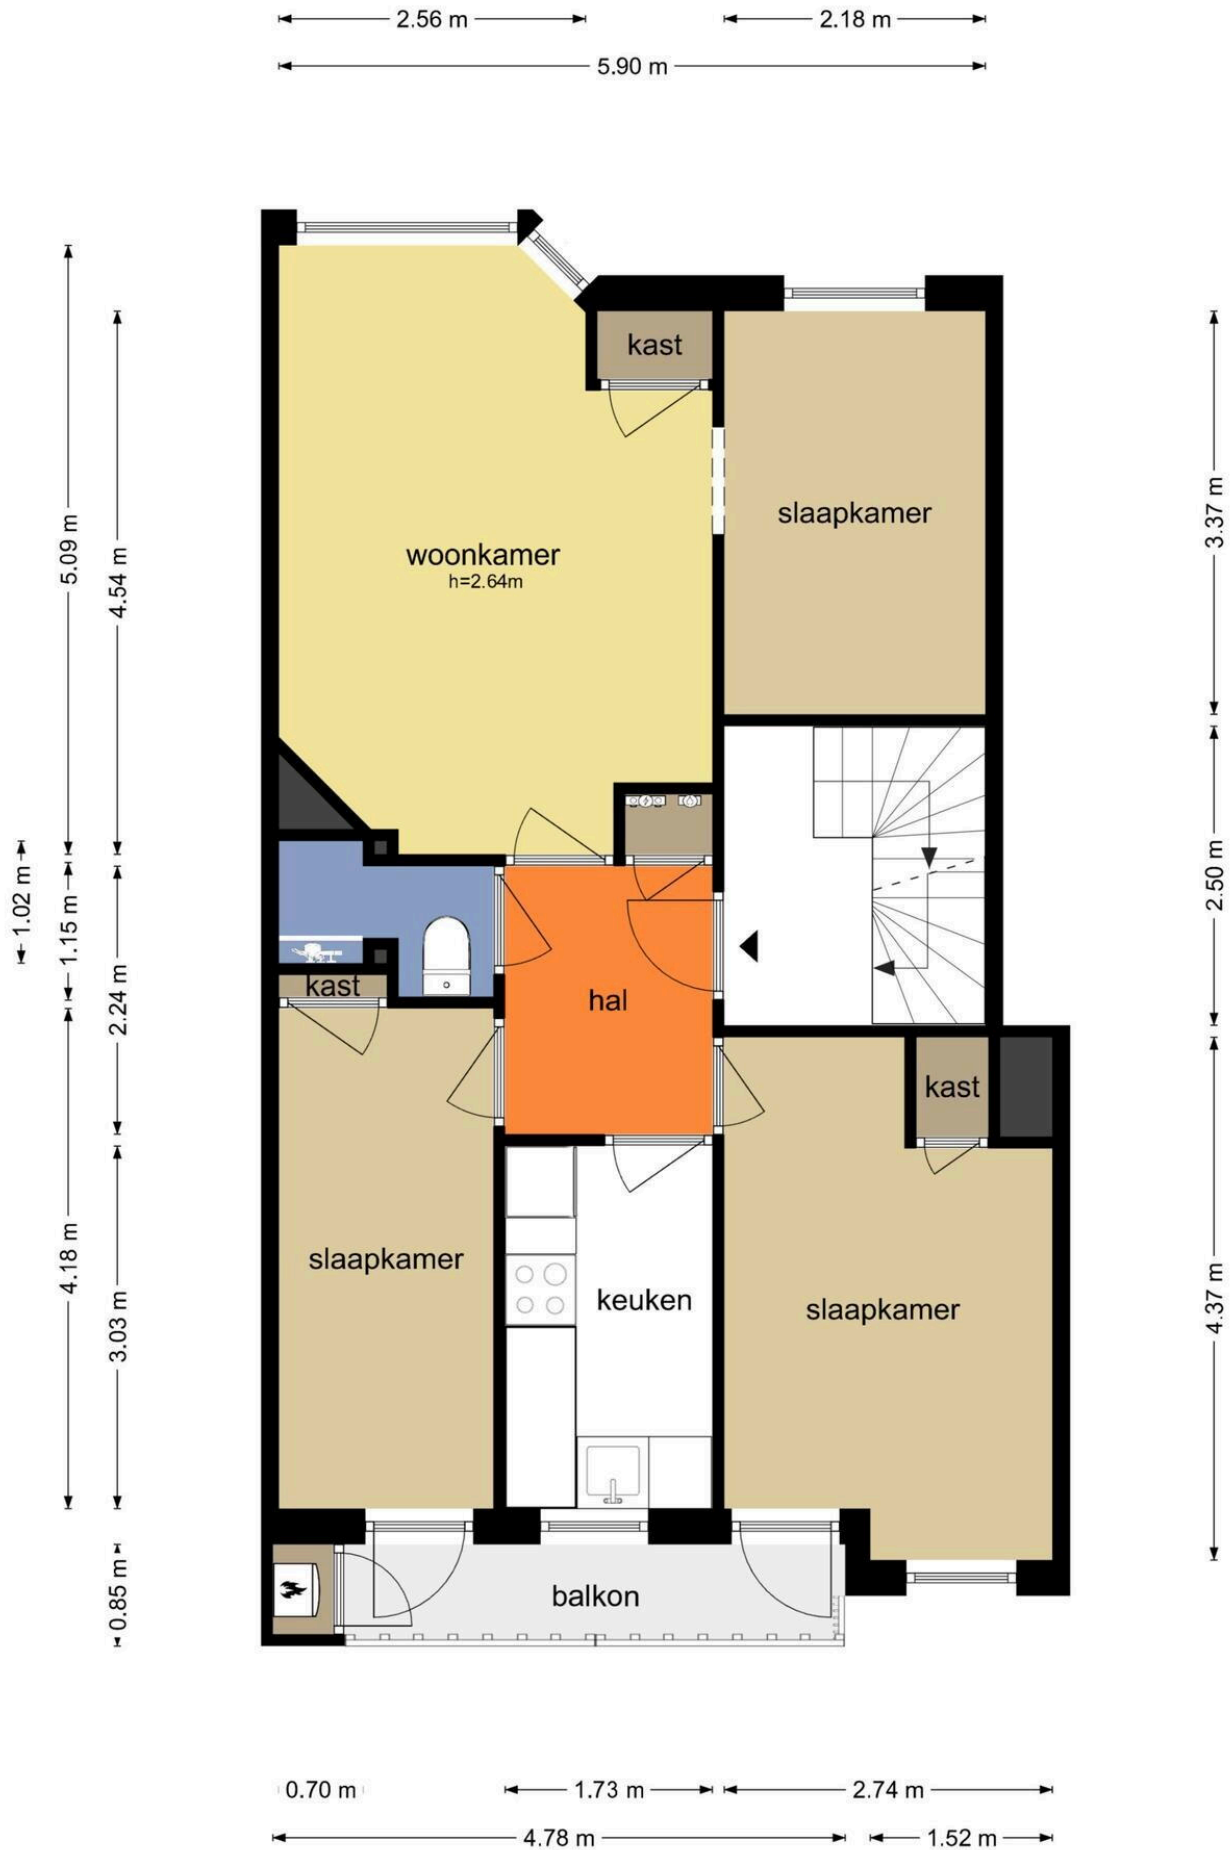 2.56 m
2.18 m
5.90 m
kast
slaapkamer
woonkamer
h=2.64m
5.09 m
4.54 m
3.37 m
1.02 m
1.15 m
2.24 m
2.50 m
kast
hal
kast
slaapkamer
keuken
slaapkamer
4.18 m
3.03 m
4.37 m
balkon
0.85 m
0.70 m
1.73 m
2.74 m
4.78 m
1.52 m